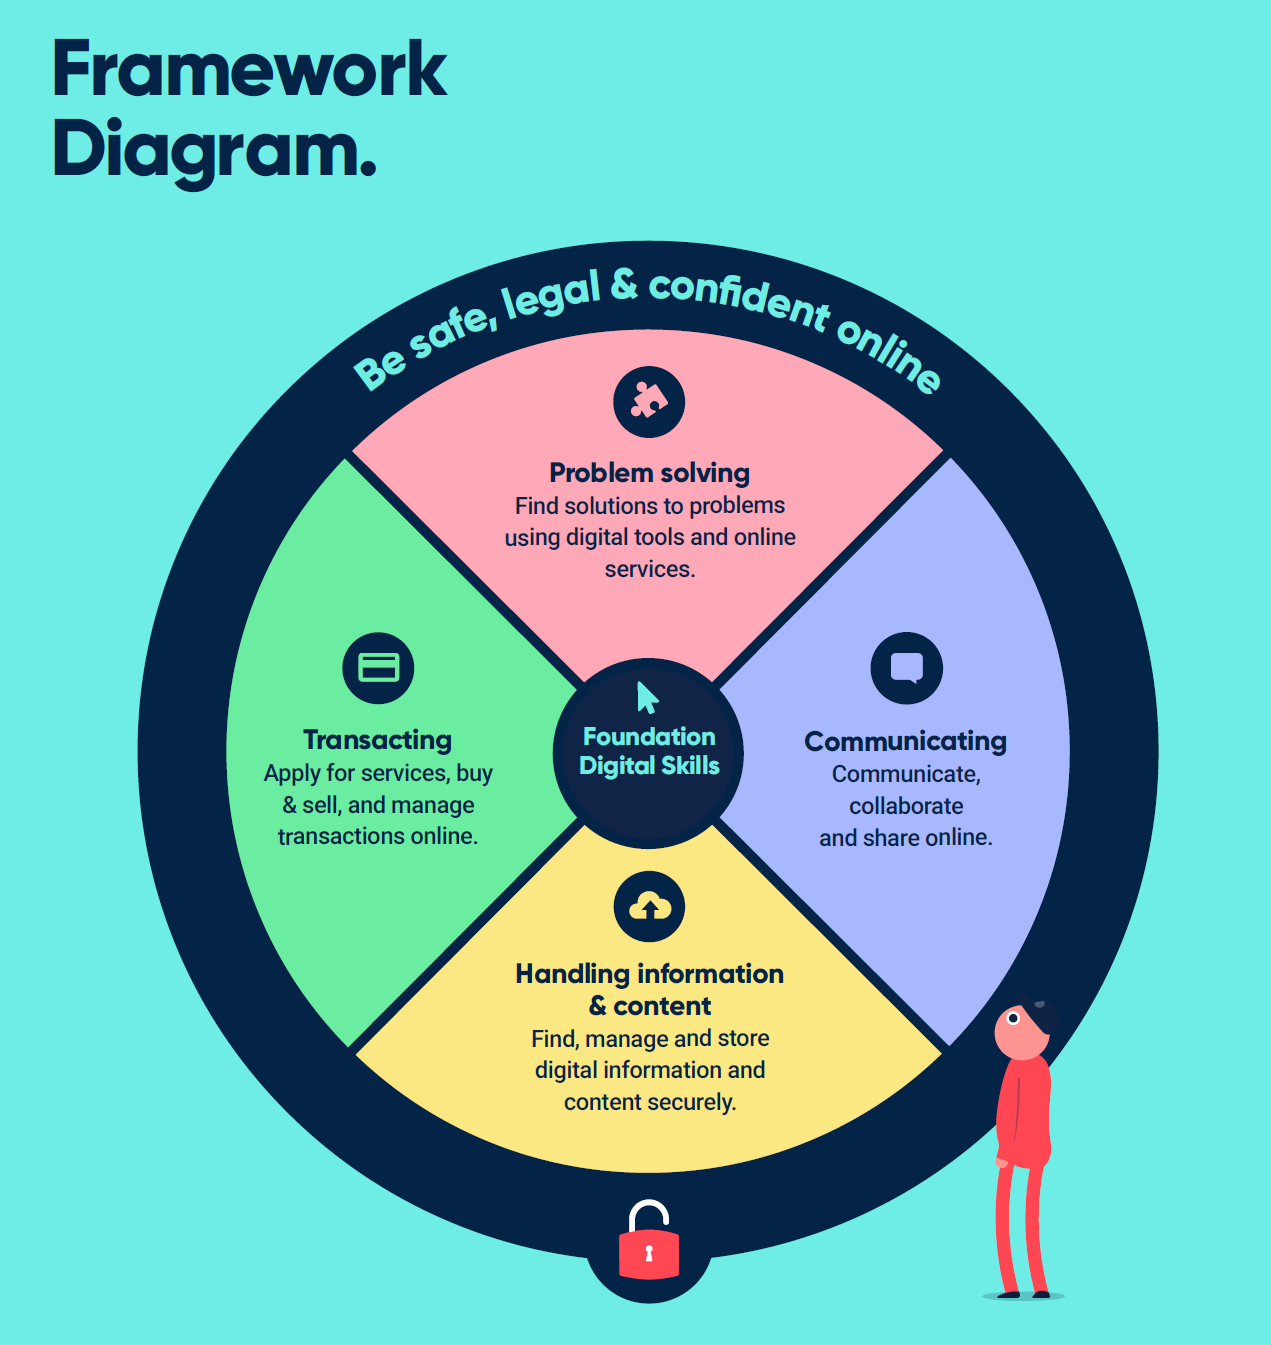 Framework
Diagram.
Be safe, legal & confident online
Problem solving
Find solutions to problems
using digital tools and online
services.
Transacting
Apply for services, buy
& sell, and manage
transactions online.
Foundation
Digital Skills
Communicating
Communicate,
collaborate
and share online.
Handling information
& content
Find, manage and store
digital information and
content securely.